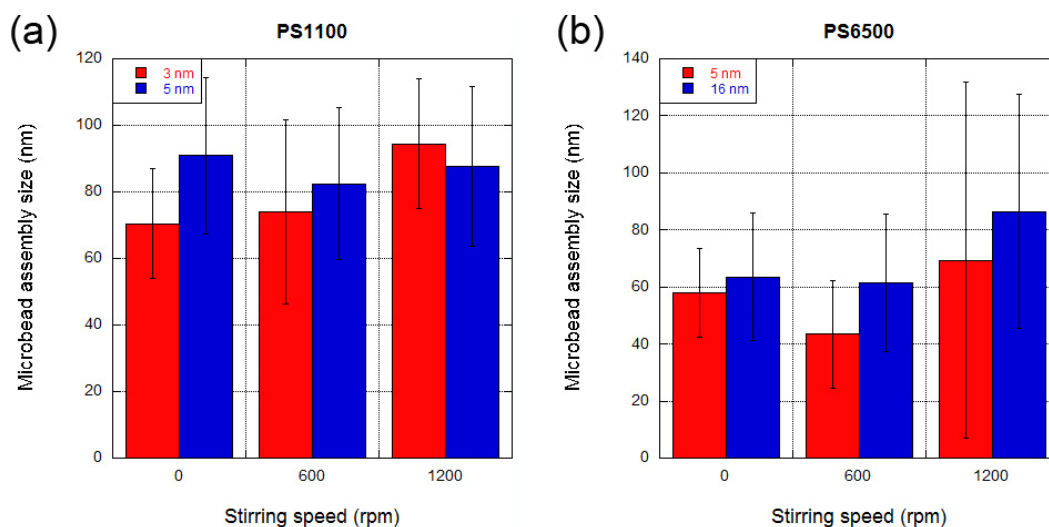 (a)
PS1100
Microbead assembly size (nm)
120
100
80
60
40
20
0
3 nm
5 nm
0
600
1200
Stirring speed (rpm)
(b)
PS6500
Microbead assembly size (nm)
140
120
100
80
60
40
20
0
5 nm
16 nm
0
600
1200
Stirring speed (rpm)